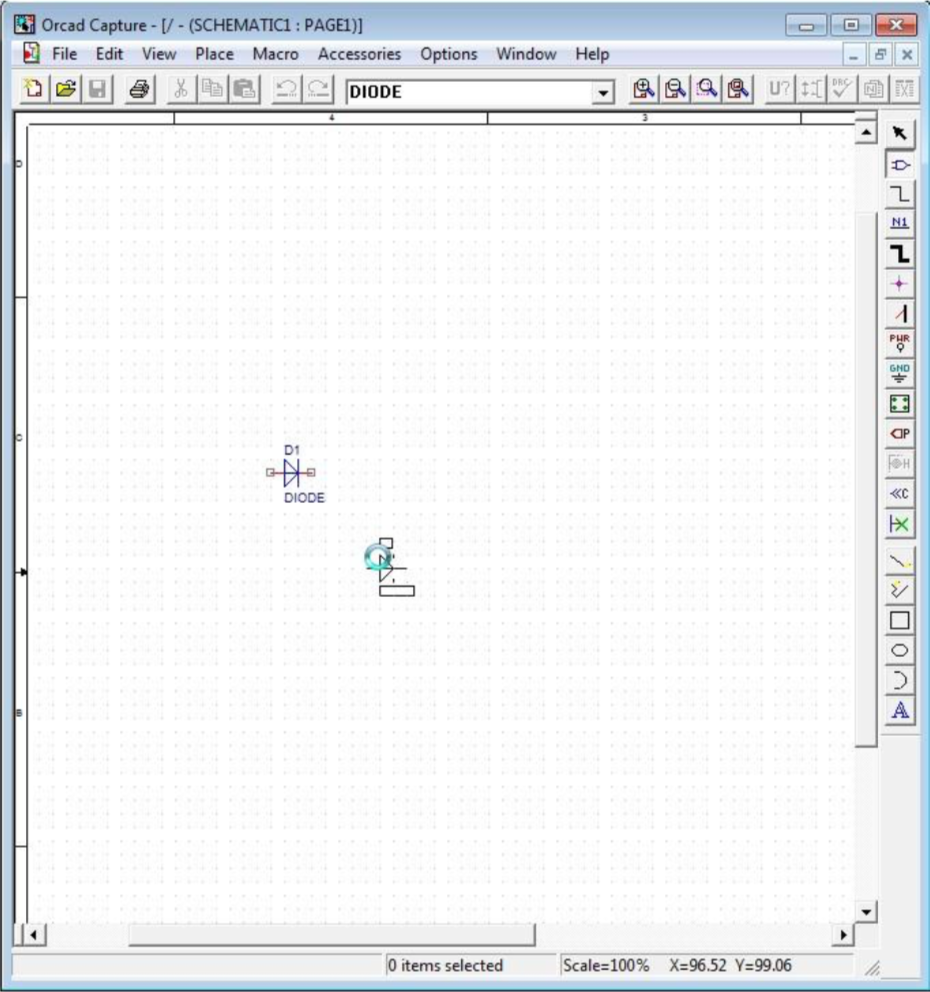 Orcad Capture - [/ - (SCHEMATIC1 : PAGE1)]
File Edit View Place Macro Accessories Options Window Help
DIODE U? DRC
4 3
D
N1
PWR
GND
C
P
H
D1
«C
DIODE
B
A
0 items selected Scale=100% X=96.52 Y=99.06